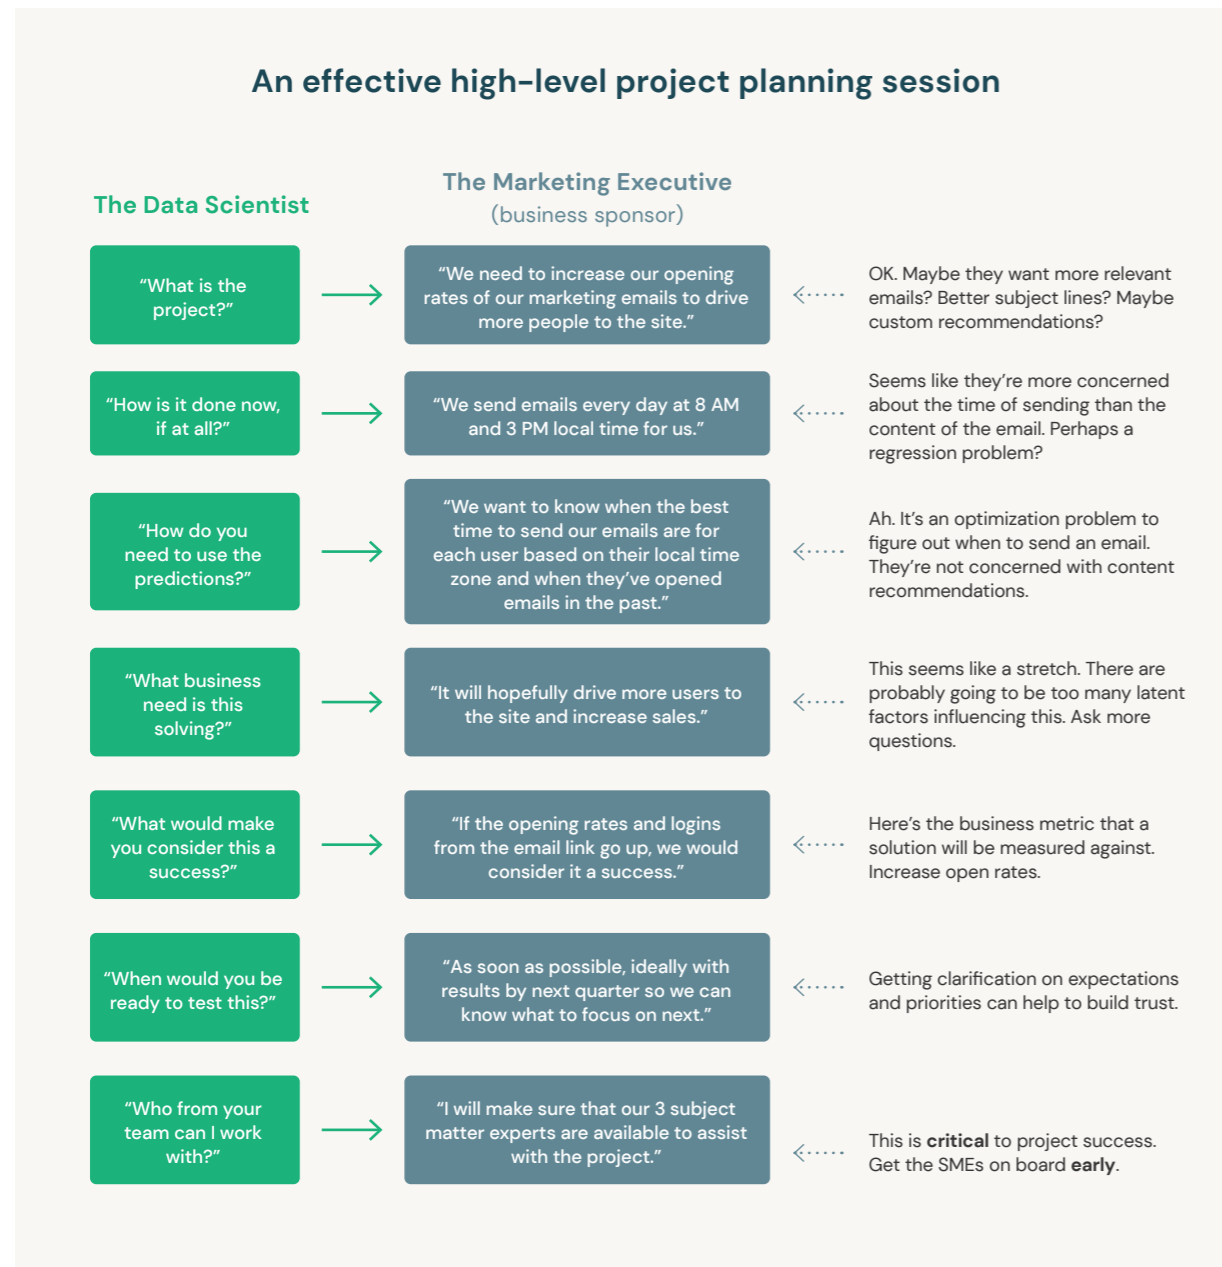 An effective high-level project planning session
The Data Scientist
The Marketing Executive
(business sponsor)
“What is the
project?”
“We need to increase our opening
rates of our marketing emails to drive
more people to the site.”
OK. Maybe they want more relevant
emails? Better subject lines? Maybe
custom recommendations?
“How is it done now,
if at all?”
“We send emails every day at 8 AM
and 3 PM local time for us.”
Seems like they’re more concerned
about the time of sending than the
content of the email. Perhaps a
regression problem?
“How do you
need to use the
predictions?”
“We want to know when the best
time to send our emails are for
each user based on their local time
zone and when they’ve opened
emails in the past.”
Ah. It’s an optimization problem to
figure out when to send an email.
They’re not concerned with content
recommendations.
“What business
need is this
solving?”
“It will hopefully drive more users to
the site and increase sales.”
This seems like a stretch. There are
probably going to be too many latent
factors influencing this. Ask more
questions.
“What would make
you consider this a
success?”
“If the opening rates and logins
from the email link go up, we would
consider it a success.”
Here’s the business metric that a
solution will be measured against.
Increase open rates.
“When would you be
ready to test this?”
“As soon as possible, ideally with
results by next quarter so we can
know what to focus on next.”
Getting clarification on expectations
and priorities can help to build trust.
“Who from your
team can I work
with?”
“I will make sure that our 3 subject
matter experts are available to assist
with the project.”
This is critical to project success.
Get the SMEs on board early.